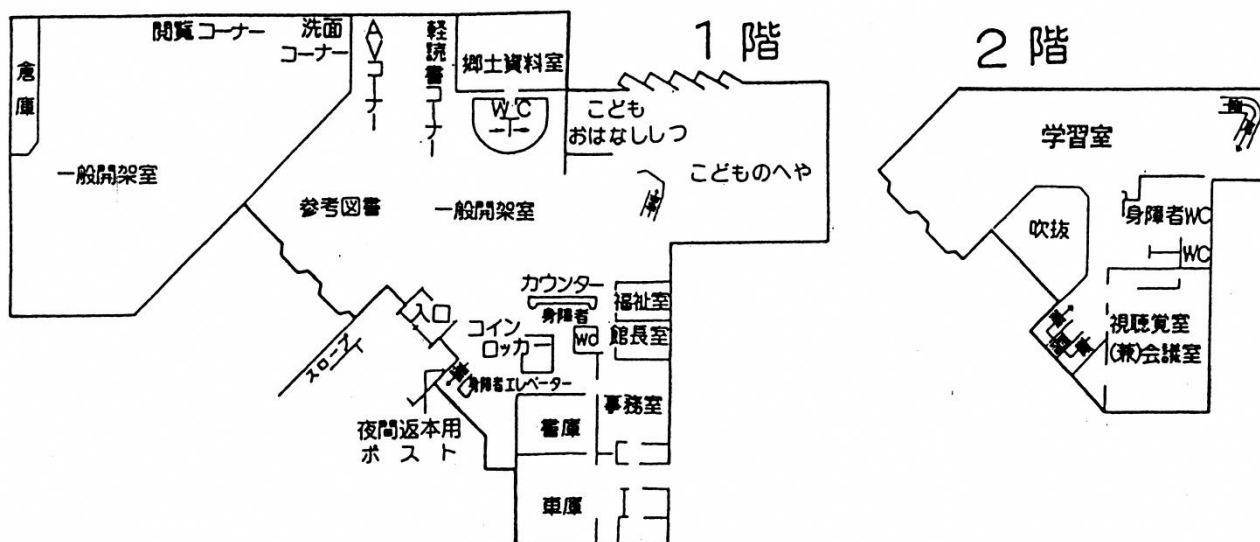 1階
倉庫
閲覧コーナー
洗面
コーナー
AVコーナー
軽読書コーナー
郷土資料室
WC
こども
おはなししつ
こどものへや
一般開架室
参考図書
一般開架室
カウンター
身障者
WC
福祉室
館長室
入口
コイン
ロッカー
スロープ
身障者エレベーター
事務室
書庫
夜間返本用
ポスト
車庫
2階
学習室
吹抜
身障者WC
WC
視聴覚室
(兼)会議室